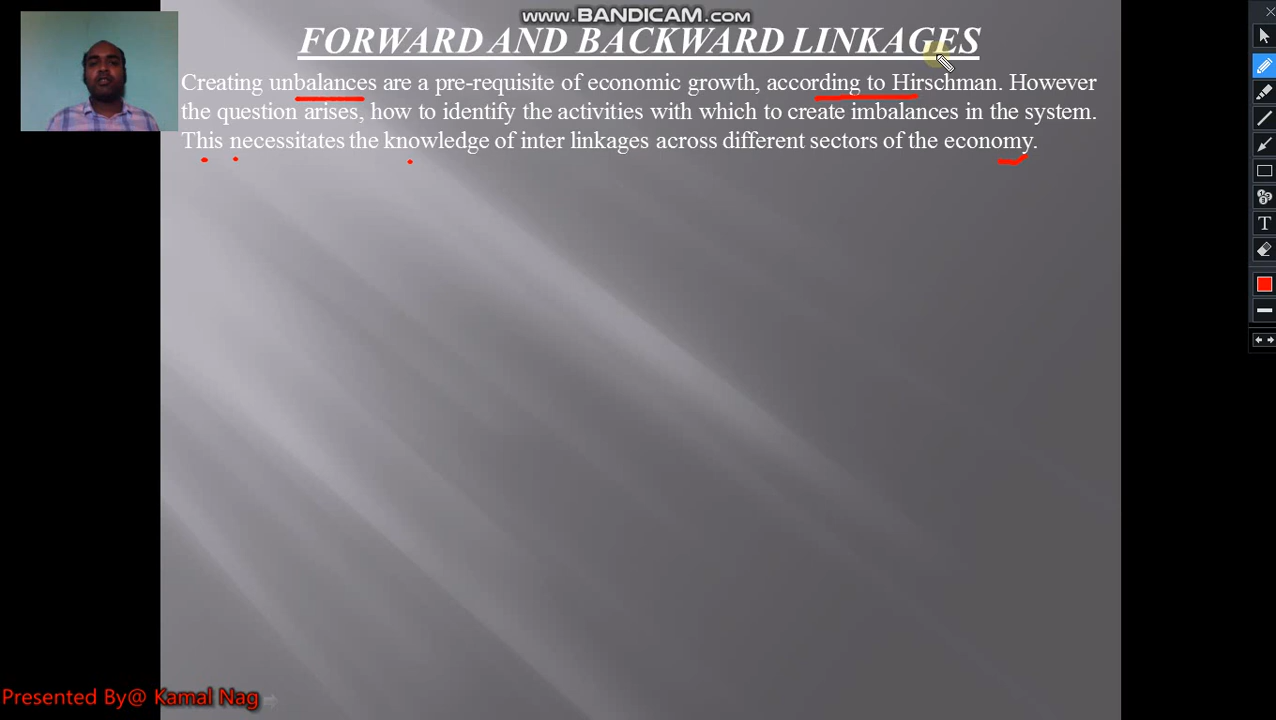 www.BANDICAM.com
FORWARD AND BACKWARD LINKAGES
Creating unbalances are a pre-requisite of economic growth, according to Hirschman. However
the question arises, how to identify the activities with which to create imbalances in the system.
This necessitates the knowledge of inter linkages across different sectors of the economy.
T
Presented By@ Kamal Nag